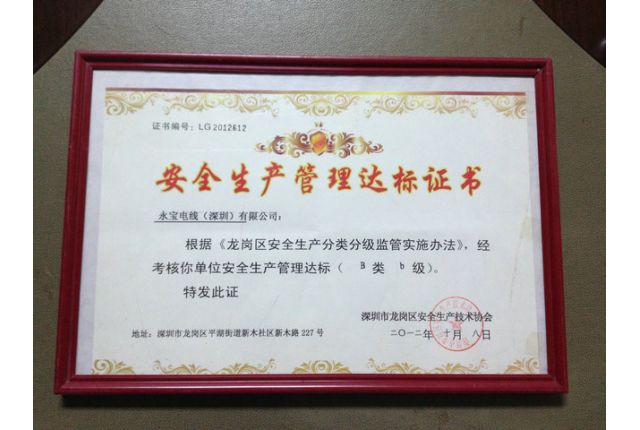 证书编号：LG2012612
安全生产管理达标证书
永宝电线（深圳）有限公司：
根据《龙岗区安全生产分类分级监管实施办法》，经
考核你单位安全生产管理达标（ B 类 b 级）。
特发此证
深圳市龙岗区安全生产技术协会
地址：深圳市龙岗区平湖街道新木社区新木路 227 号
二〇一二年 十 月 八日